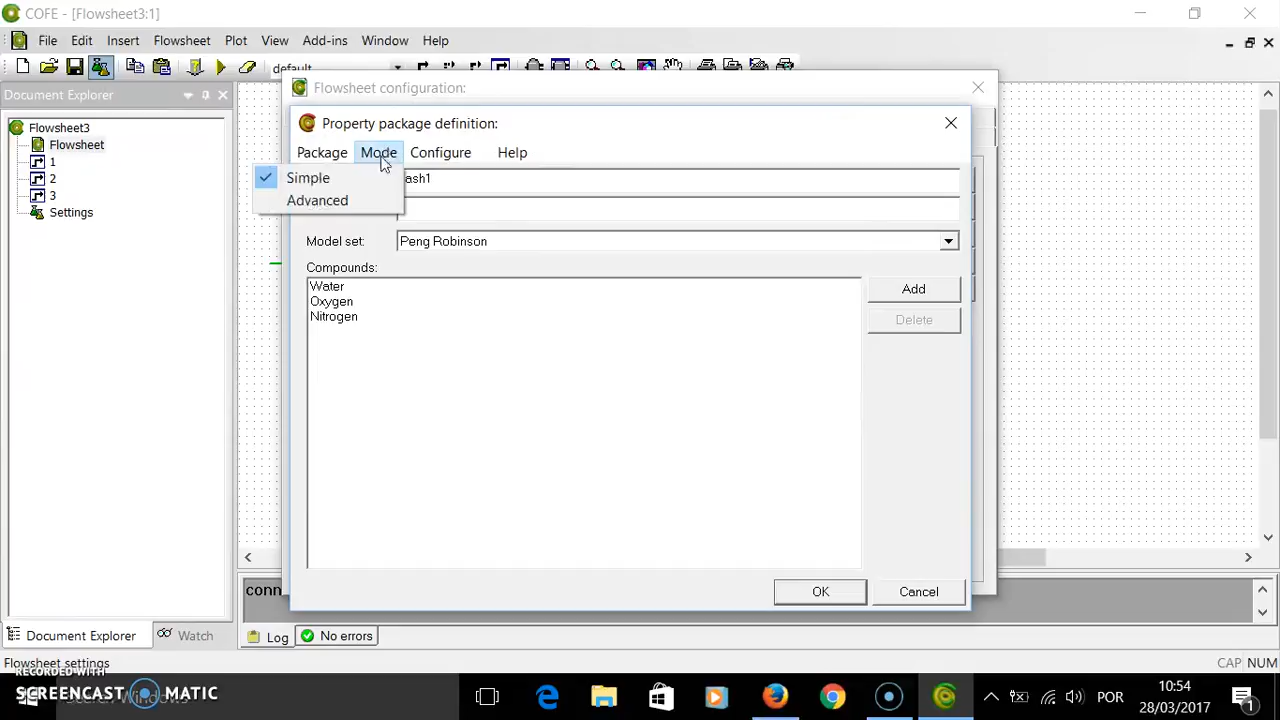 COFE - [Flowsheet3:1]
File Edit Insert Flowsheet Plot View Add-ins Window Help
default
Document Explorer
Flowsheet3
Flowsheet
1
2
3
Settings
Flowsheet configuration:
Property package definition:
Package Mode Configure Help
Simple
Advanced
ash1
Model set: Peng Robinson
Compounds:
Water
Oxygen
Nitrogen
Add
Delete
OK Cancel
conn
Document Explorer Watch
Log No errors
Flowsheet settings
CAP NUM
RECORDED WITH
SCREENCAST MATIC
Search Windows
POR
10:54
28/03/2017
1